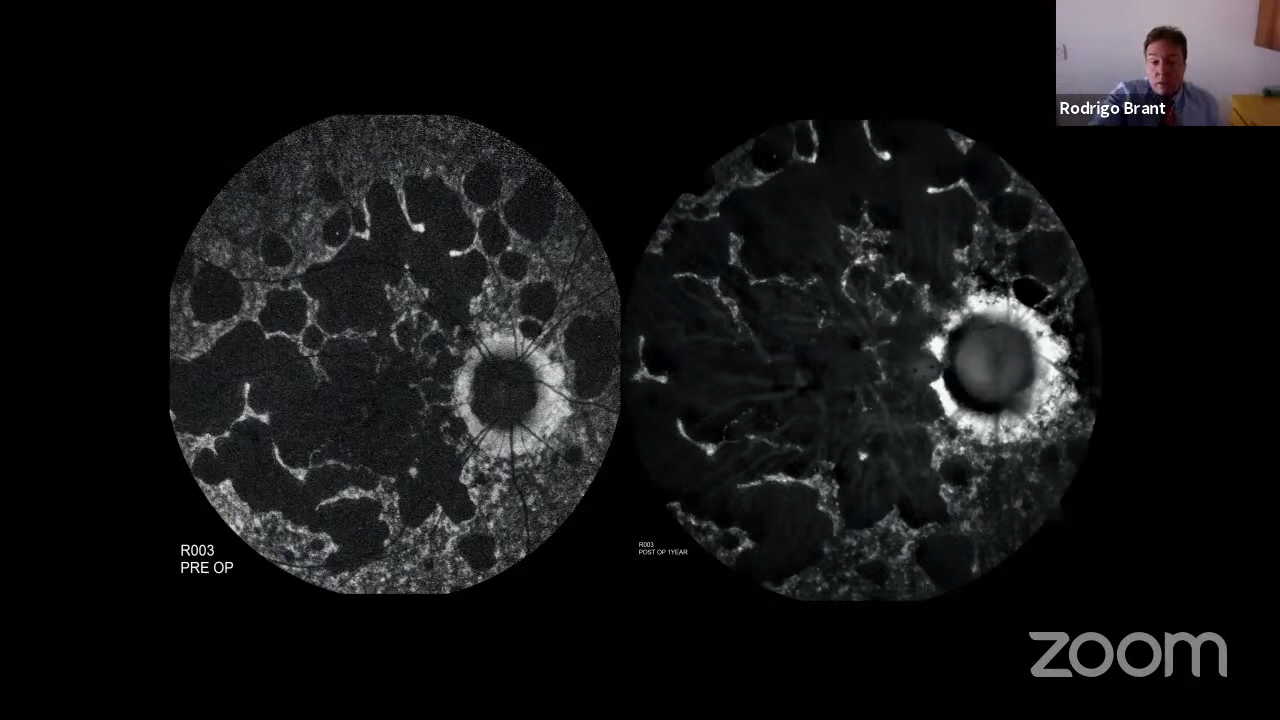 Rodrigo Brant
R003
PRE OP
R003
POST OP 1YEAR
zoom